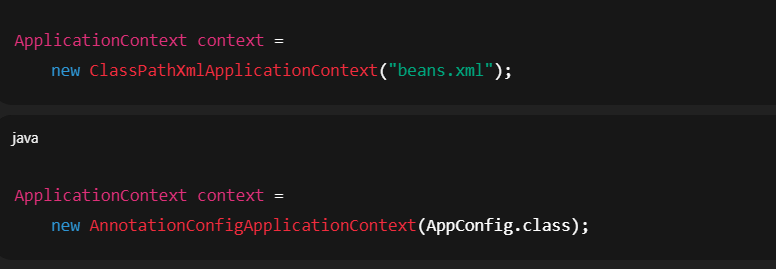 ApplicationContext context =
    new ClassPathXmlApplicationContext("beans.xml");
java
ApplicationContext context =
    new AnnotationConfigApplicationContext(AppConfig.class);